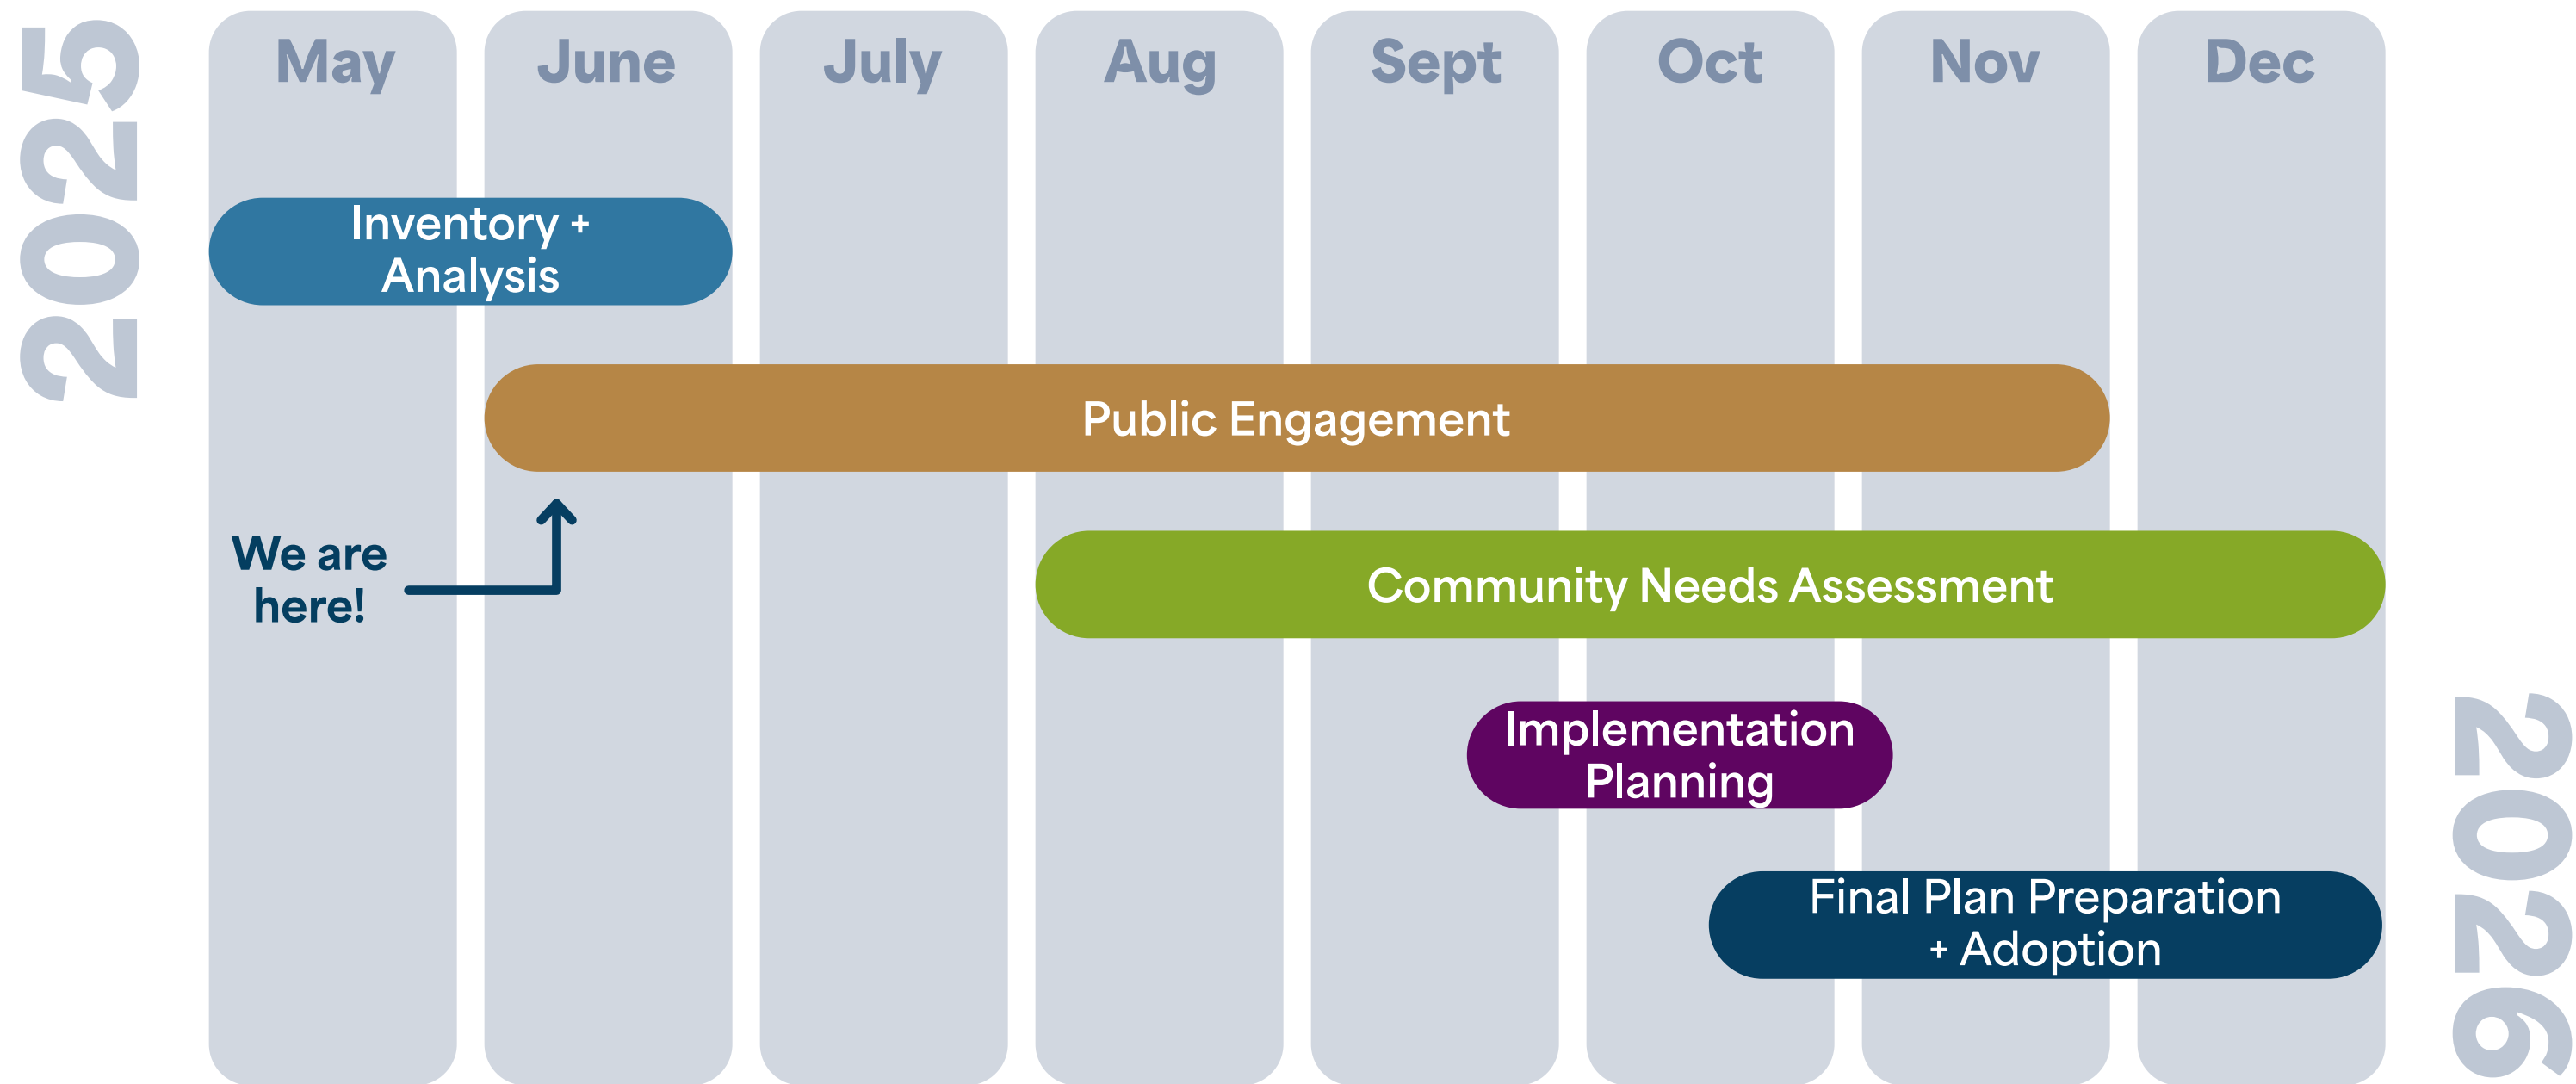 2025
May June July Aug Sept Oct Nov Dec
Inventory +
Analysis
Public Engagement
We are
here!
Community Needs Assessment
Implementation
Planning
Final Plan Preparation
+ Adoption
2026